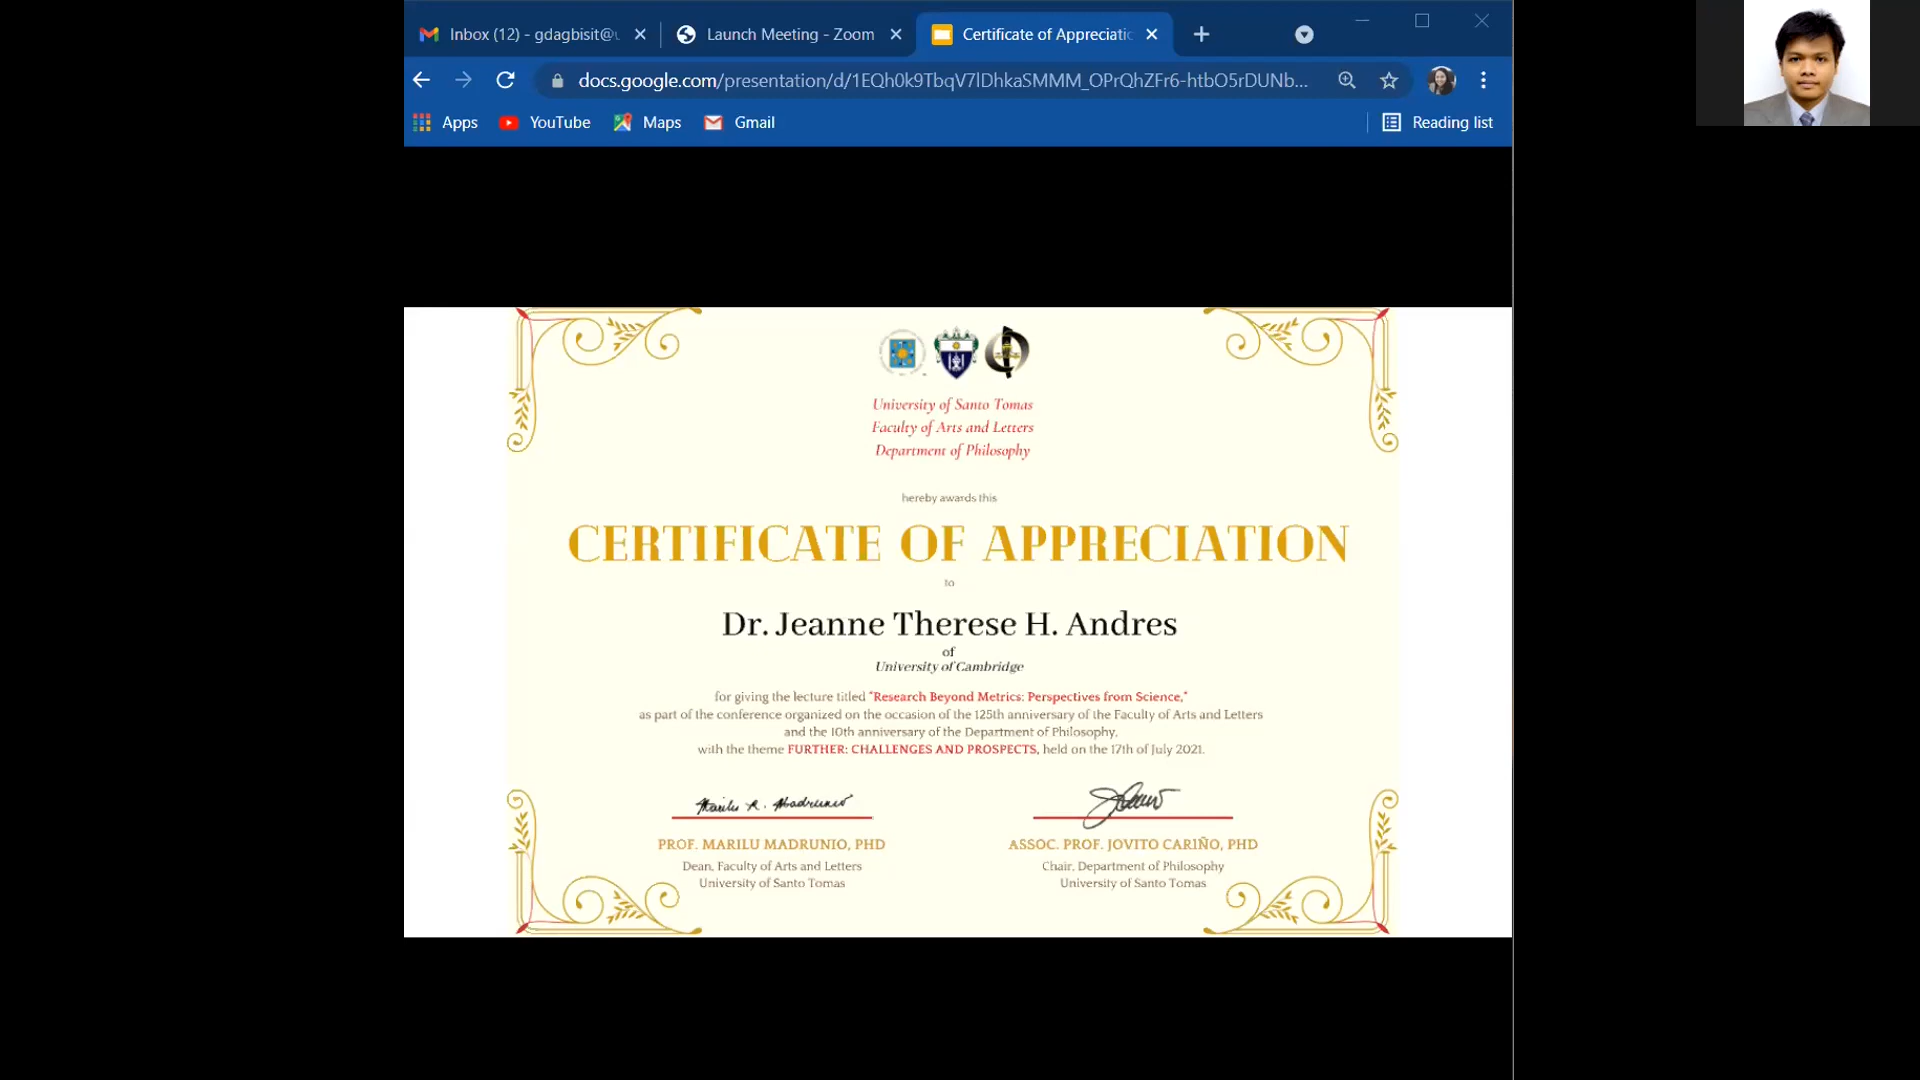 Inbox (12) - gdagbisit@u
Launch Meeting - Zoom
Certificate of Appreciatio
docs.google.com/presentation/d/1EQh0k9TbqV7lDhkaSMMM_OPrQhZFr6-htbO5rDUNb...
Apps
YouTube
Maps
Gmail
Reading list
University of Santo Tomas
Faculty of Arts and Letters
Department of Philosophy
hereby awards this
CERTIFICATE OF APPRECIATION
to
Dr. Jeanne Therese H. Andres
of
University of Cambridge
for giving the lecture titled "Research Beyond Metrics: Perspectives from Science,"
as part of the conference organized on the occasion of the 125th anniversary of the Faculty of Arts and Letters
and the 10th anniversary of the Department of Philosophy,
with the theme FURTHER: CHALLENGES AND PROSPECTS, held on the 17th of July 2021.
Marilu R. Madrunio
PROF. MARILU MADRUNIO, PHD
Dean, Faculty of Arts and Letters
University of Santo Tomas
ASSOC. PROF. JOVITO CARIÑO, PHD
Chair, Department of Philosophy
University of Santo Tomas